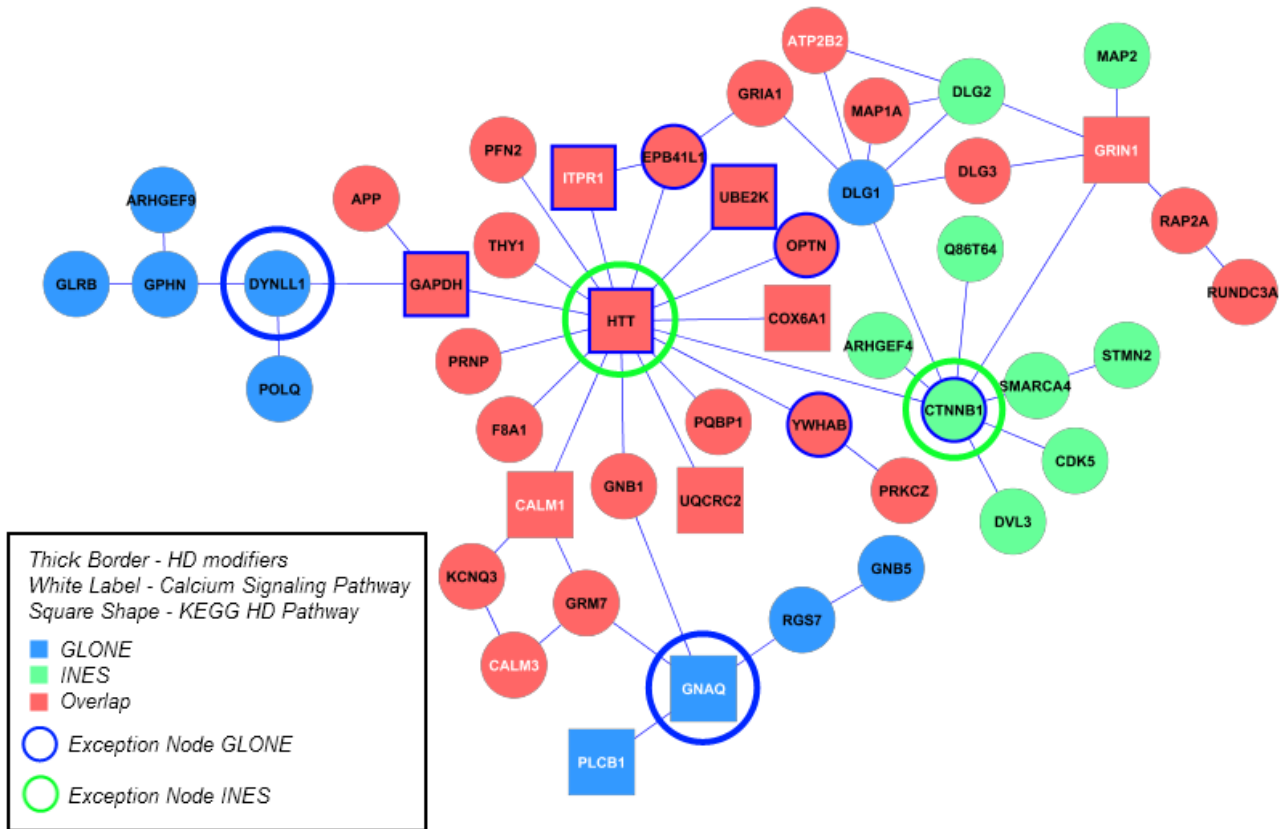 ATP2B2
MAP2
DLG2
GRIA1
MAP1A
PFN2
EPB41L1
GRIN1
ITPR1
DLG3
DLG1
UBE2K
ARHGEF9
APP
RAP2A
THY1
OPTN
Q86T64
GLRB
GPHN
DYNLL1
GAPDH
RUNDC3A
HTT
COX6A1
ARHGEF4
STMN2
PRNP
SMARCA4
POLQ
CTNNB1
PQBP1
YWHAB
F8A1
CDK5
GNB1
PRKCZ
UQCRC2
CALM1
DVL3
Thick Border - HD modifiers
White Label - Calcium Signaling Pathway
Square Shape - KEGG HD Pathway
GLONE
INES
Overlap
Exception Node GLONE
Exception Node INES
GNB5
KCNQ3
GRM7
RGS7
CALM3
GNAQ
PLCB1